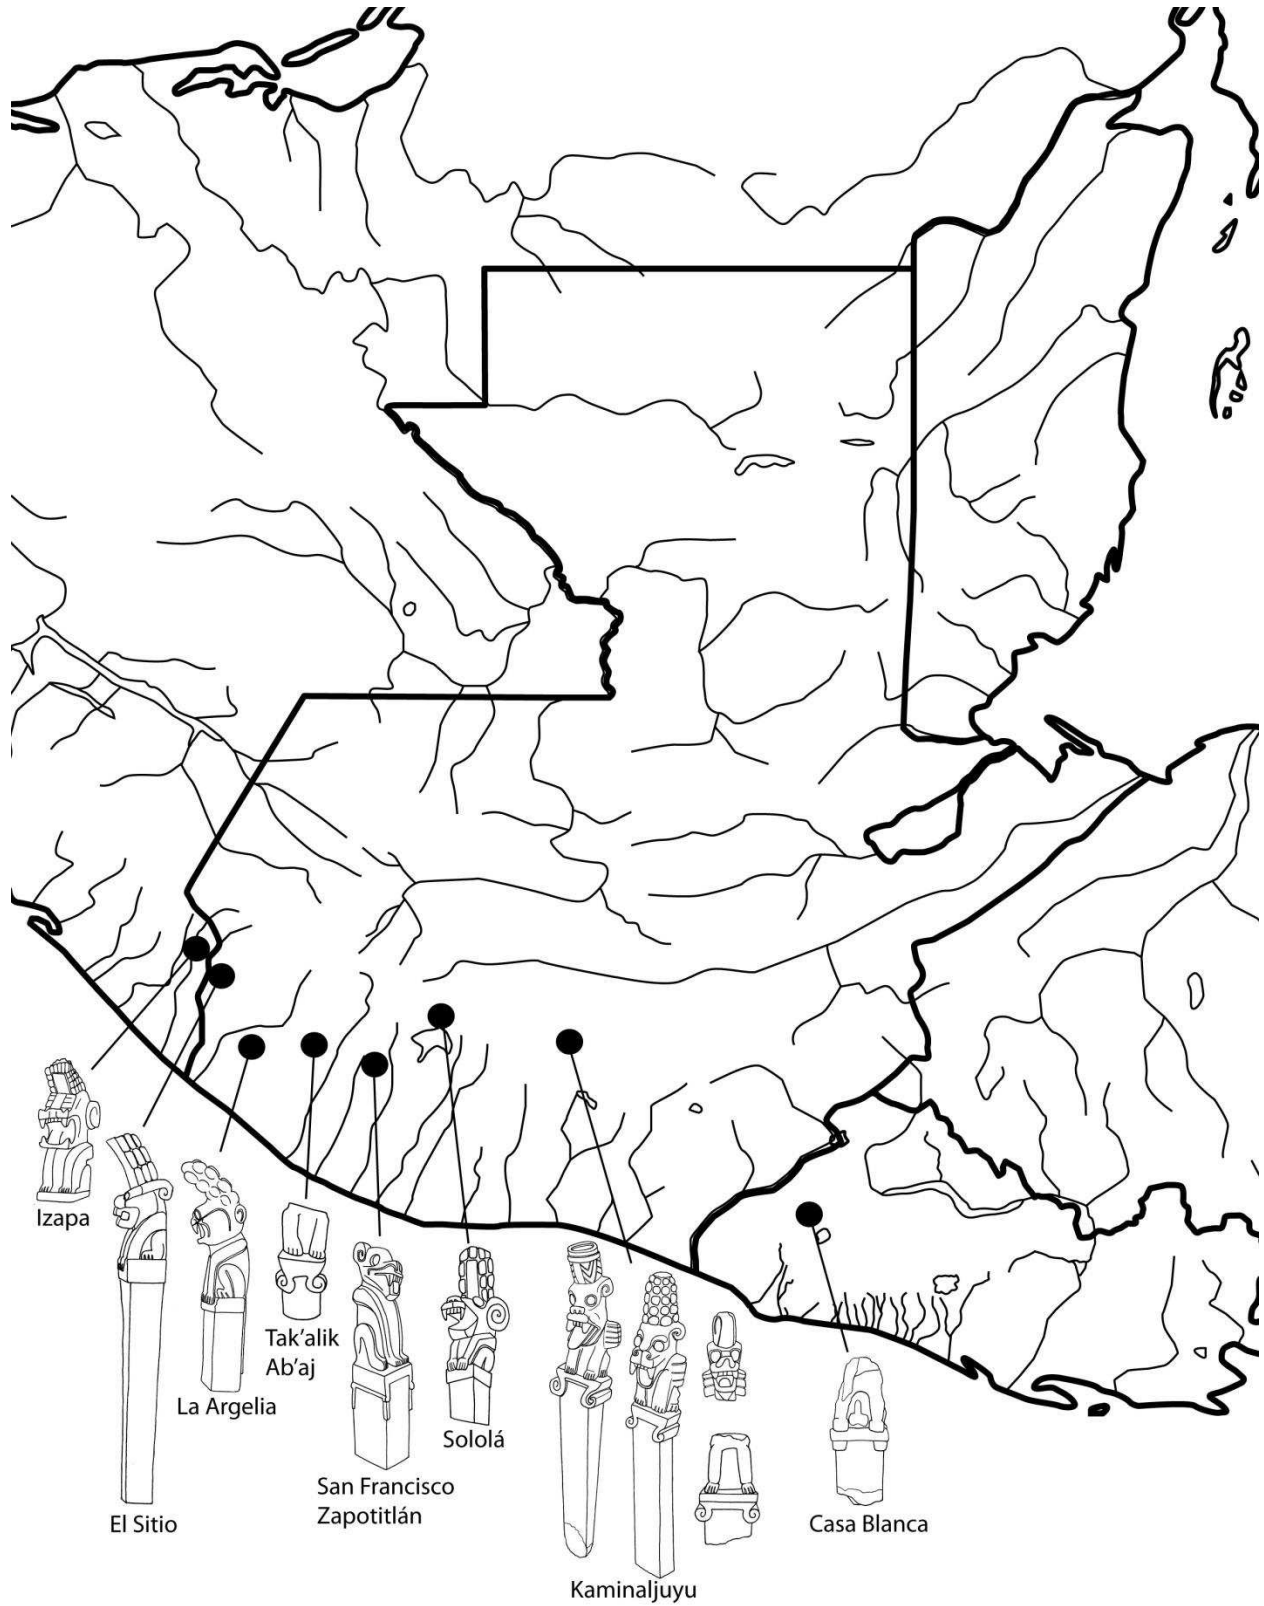 Izapa
El Sitio
La Argelia
Tak’alik
Ab’aj
San Francisco
Zapotitlán
Sololá
Kaminaljuyu
Casa Blanca